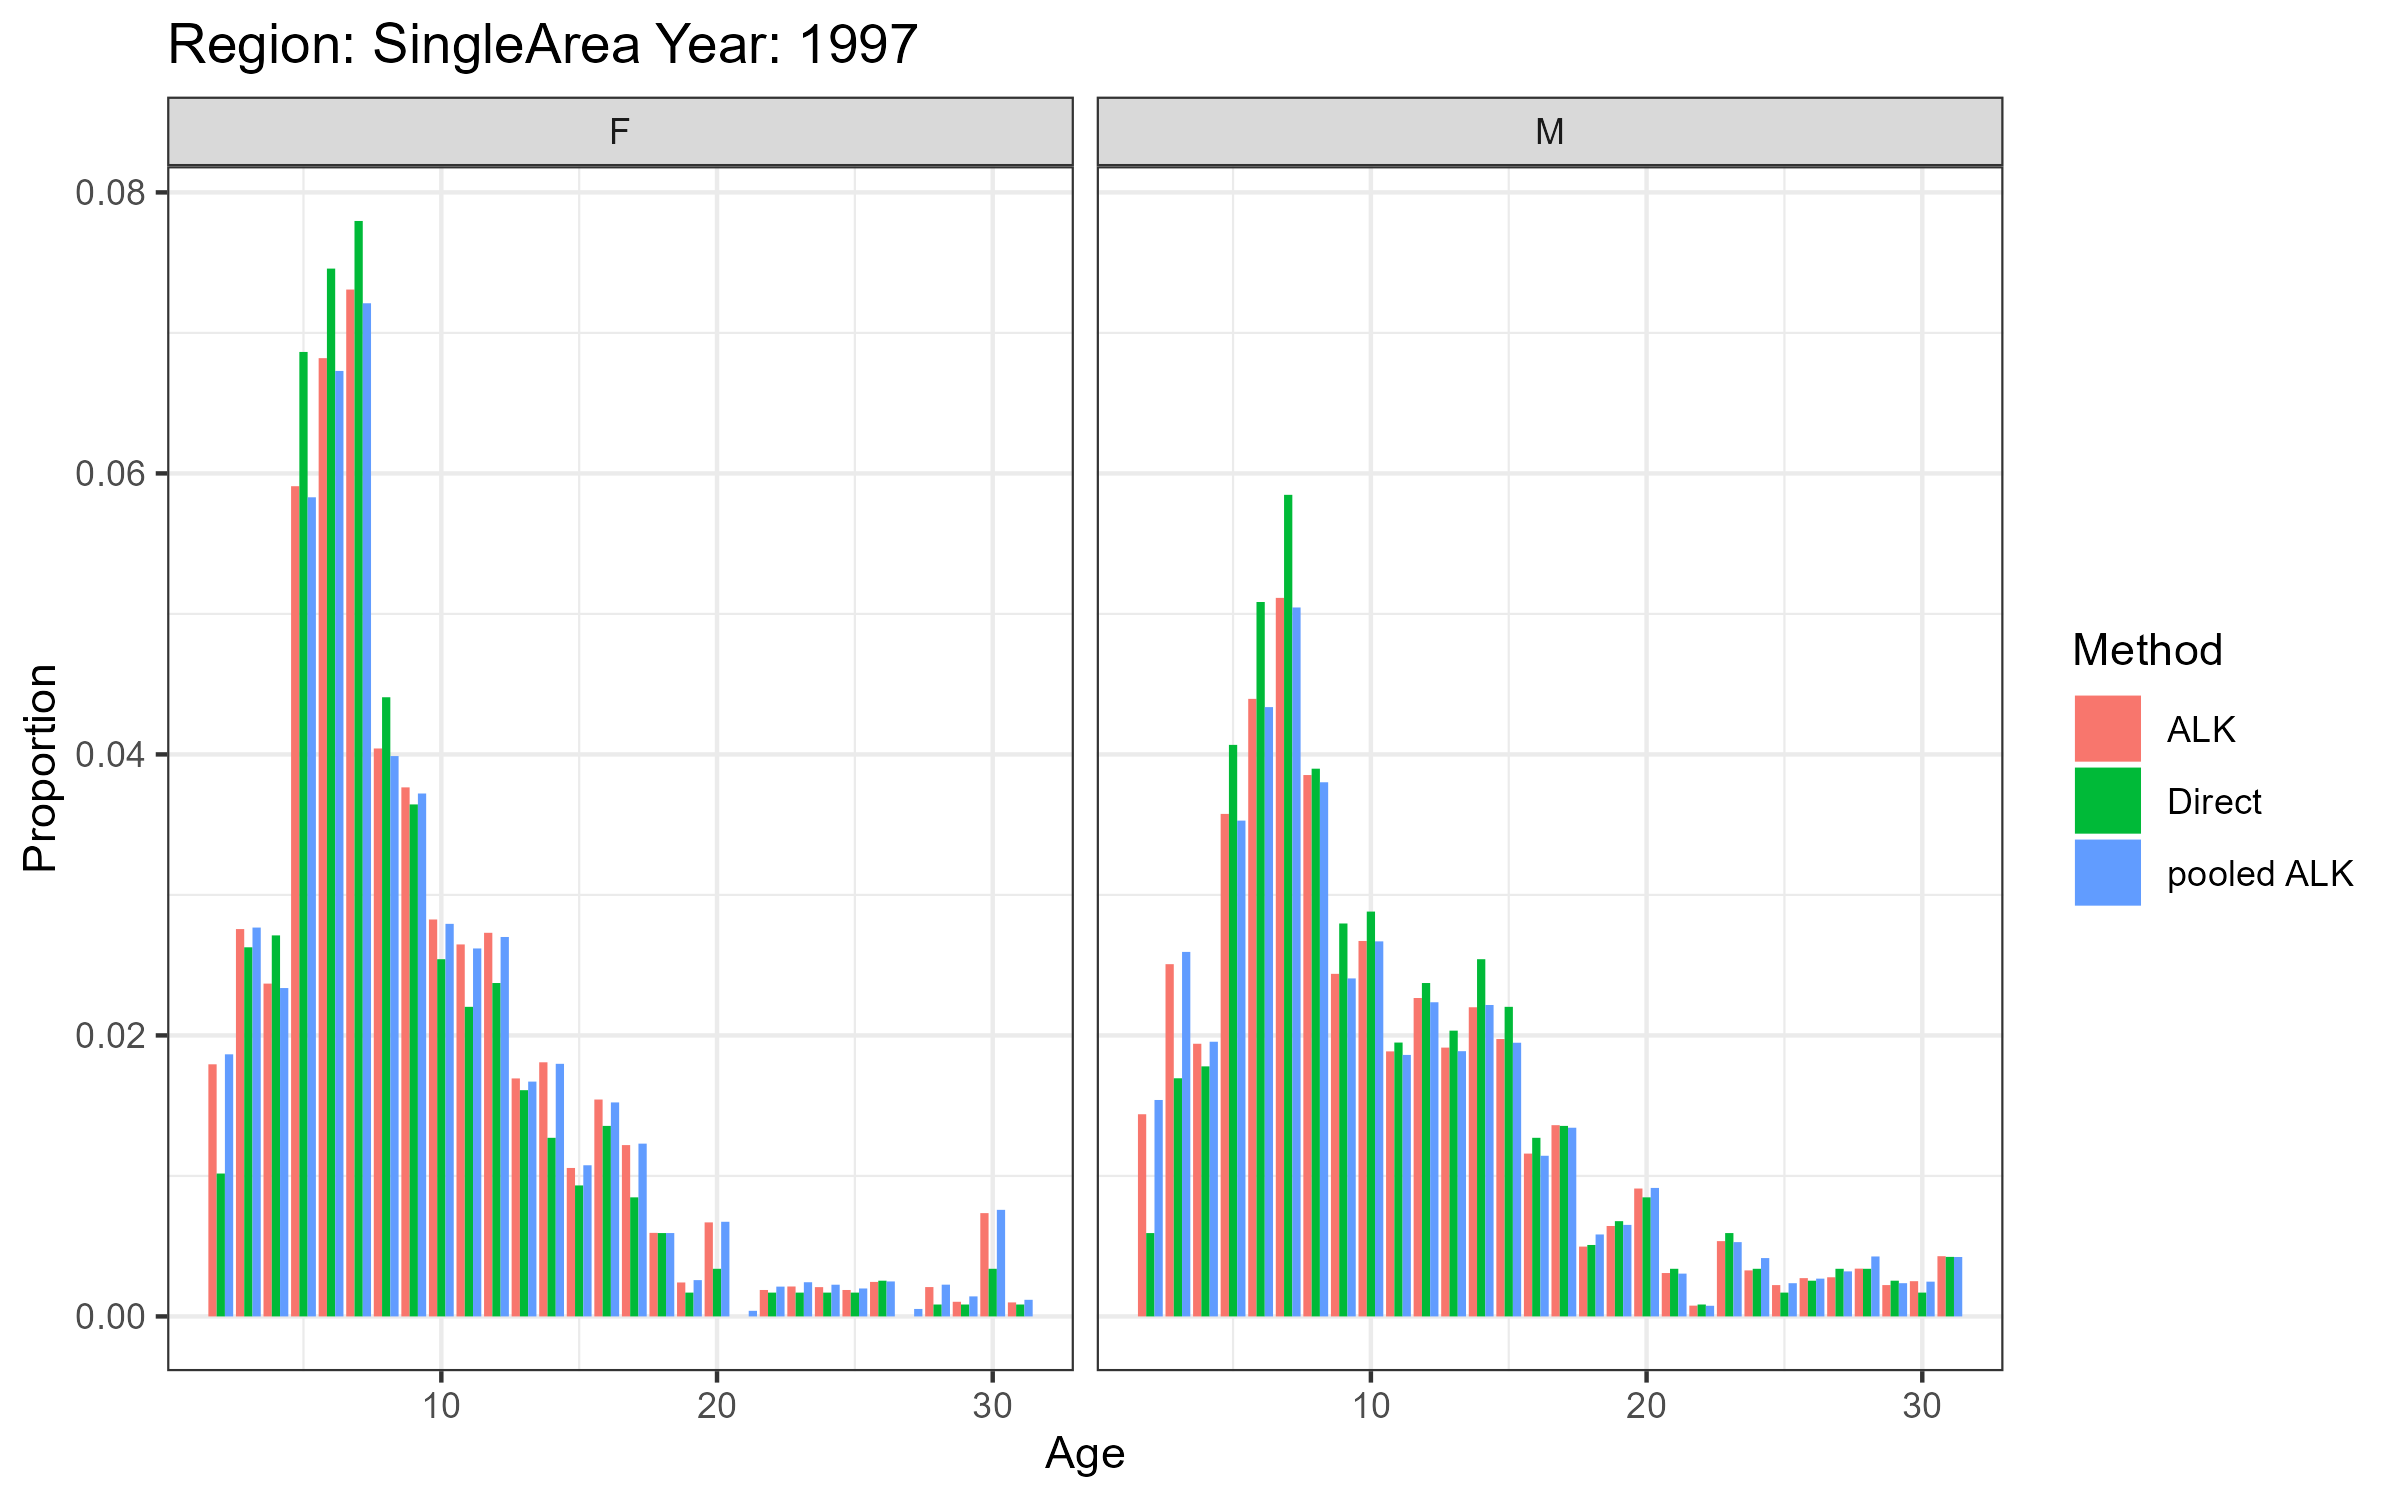 Region: SingleArea Year: 1997
F
M
0.08
0.06
0.04
0.02
0.00
Proportion
10
20
30
10
20
30
Age
Method
ALK
Direct
pooled ALK